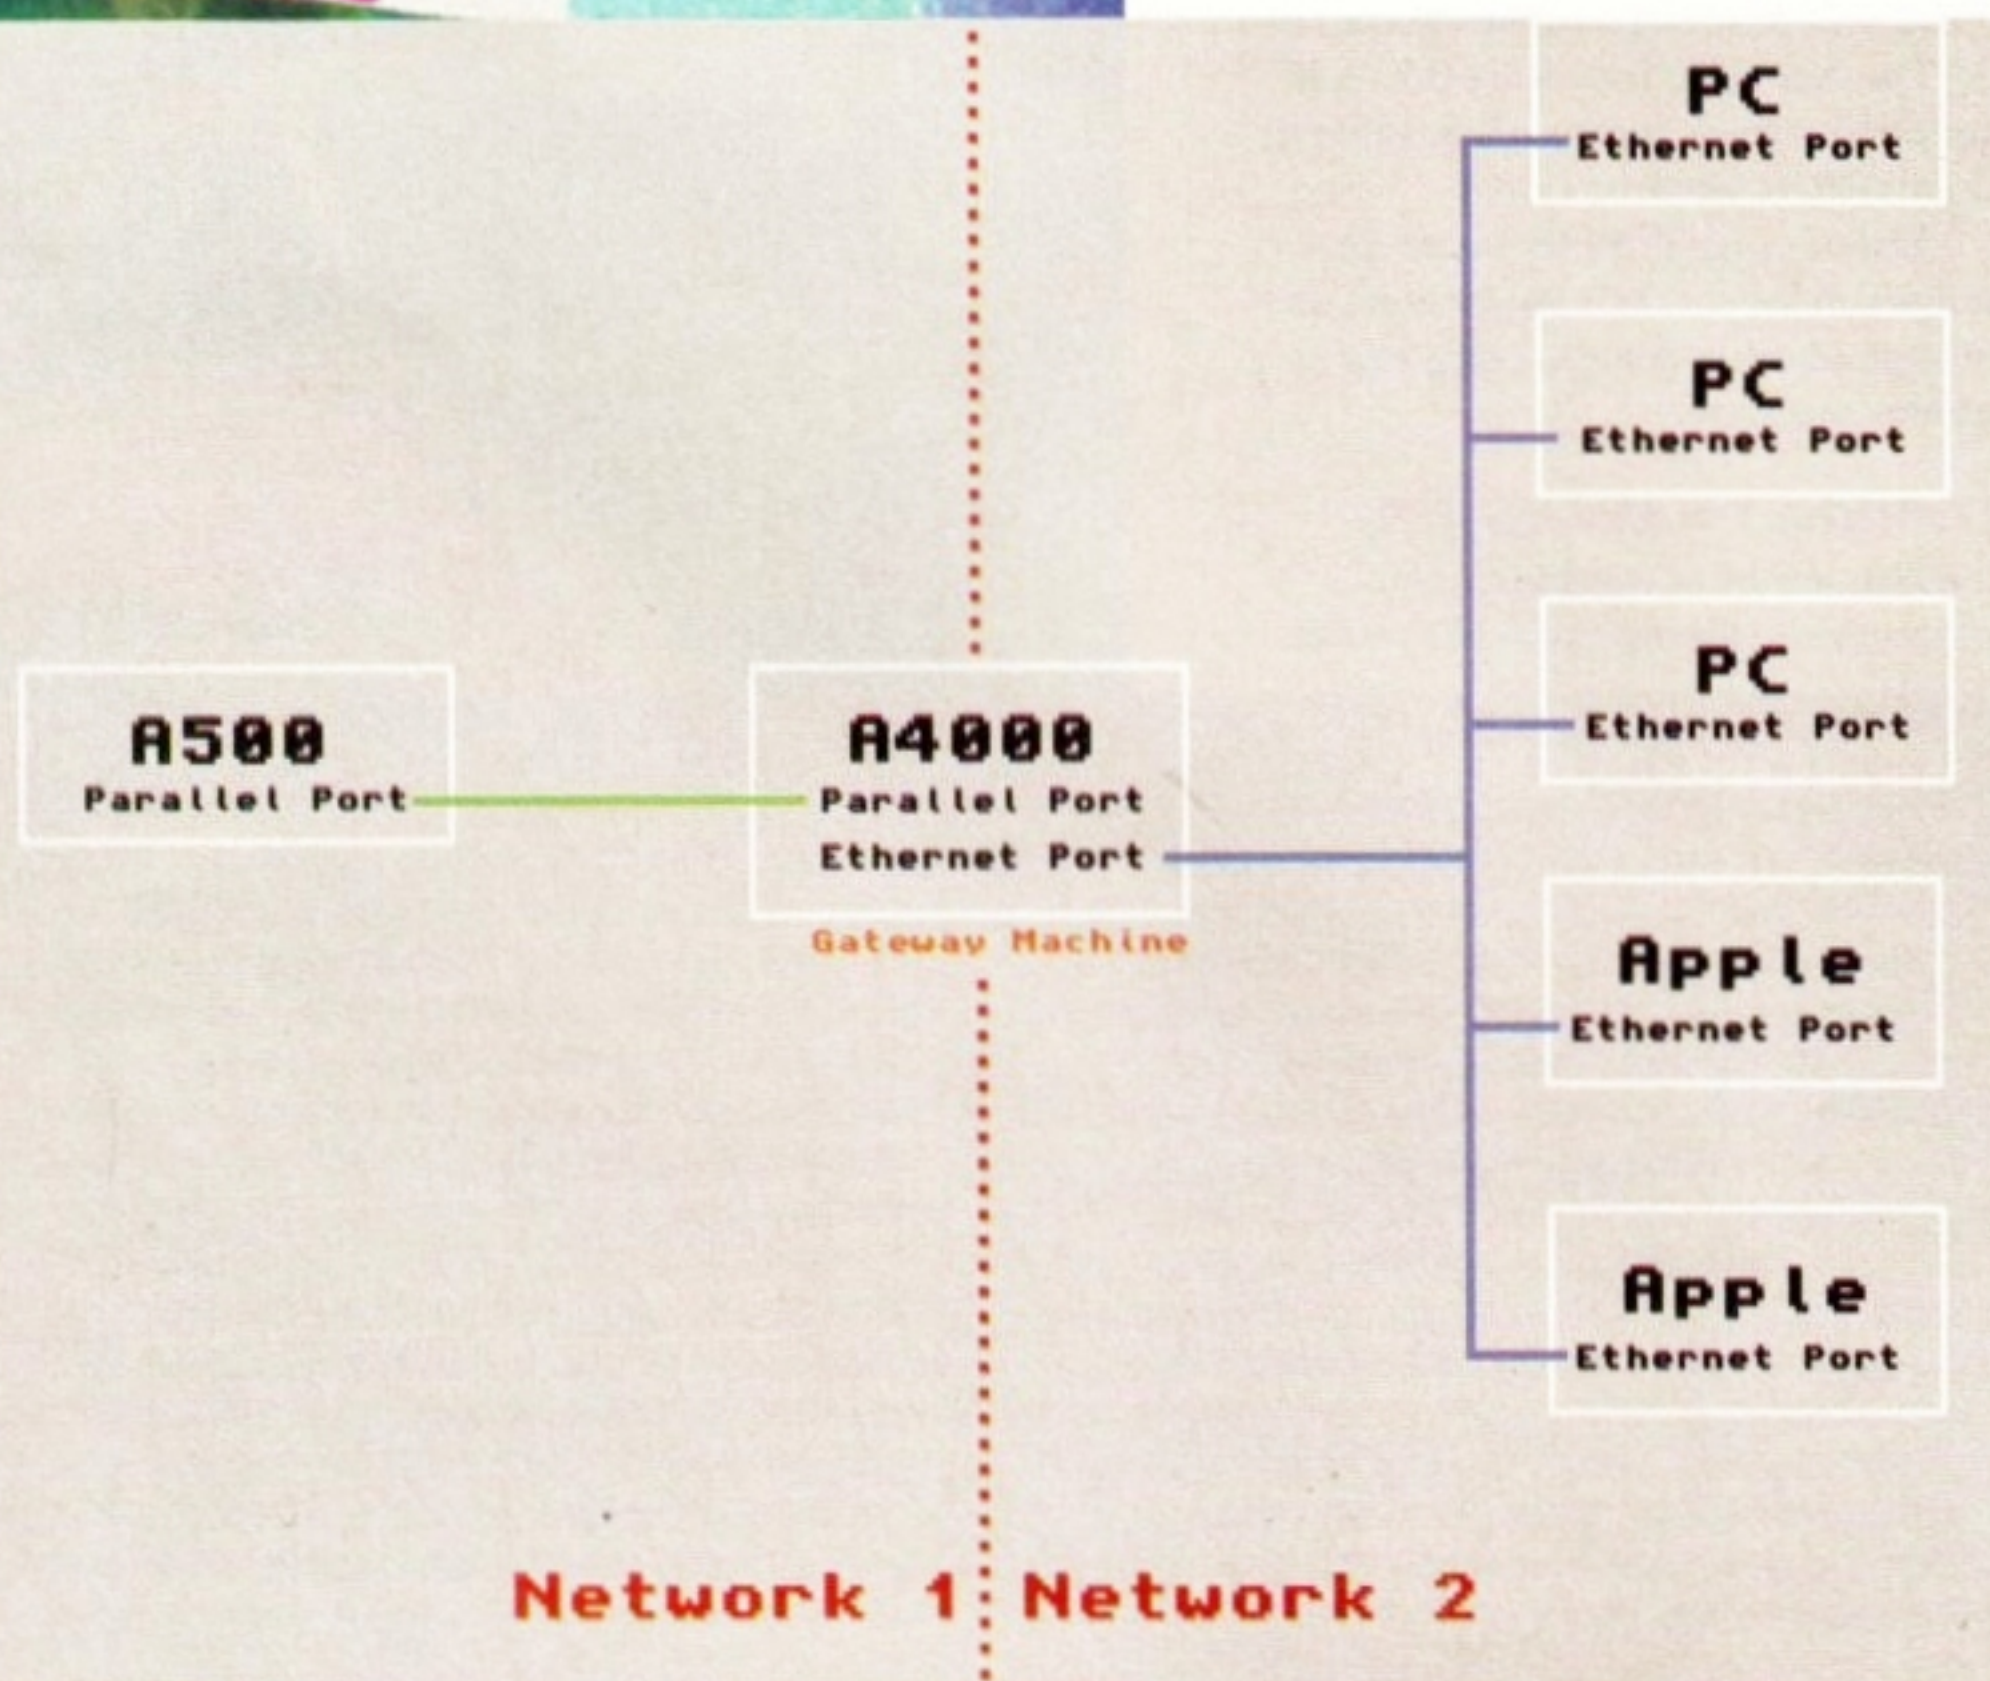 PC
Ethernet Port
PC
Ethernet Port
PC
Ethernet Port
A500
Parallel Port
A4000
Parallel Port
Ethernet Port
Gateway Machine
Apple
Ethernet Port
Apple
Ethernet Port
Network 1
Network 2